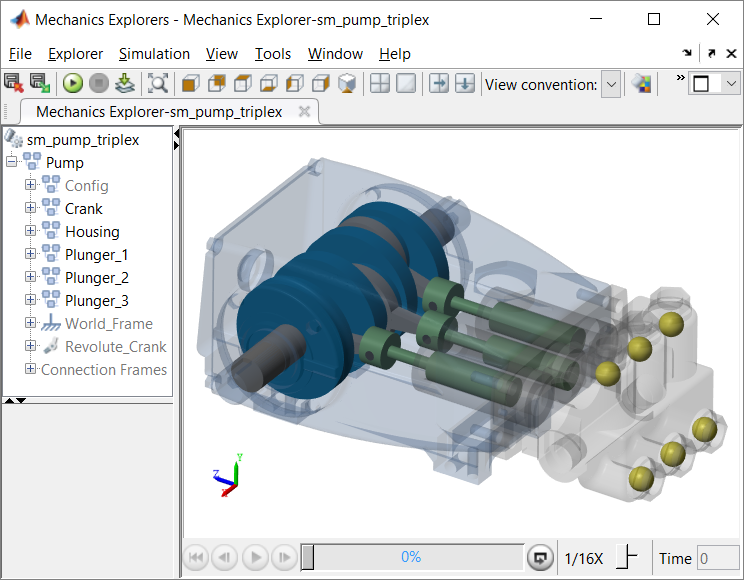 Mechanics Explorers - Mechanics Explorer-sm_pump_triplex
File Explorer Simulation View Tools Window Help
View convention:
Mechanics Explorer-sm_pump_triplex
sm_pump_triplex
Pump
Config
Crank
Housing
Plunger_1
Plunger_2
Plunger_3
World_Frame
Revolute_Crank
Connection Frames
Y
Z
X
0%
1/16X
Time 0